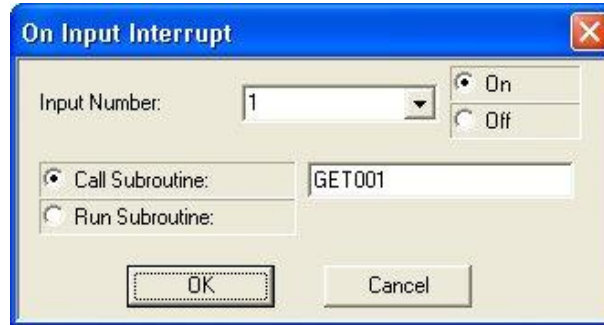 On Input Interrupt
Input Number:
1
On
Off
Call Subroutine:
GET001
Run Subroutine:
OK
Cancel